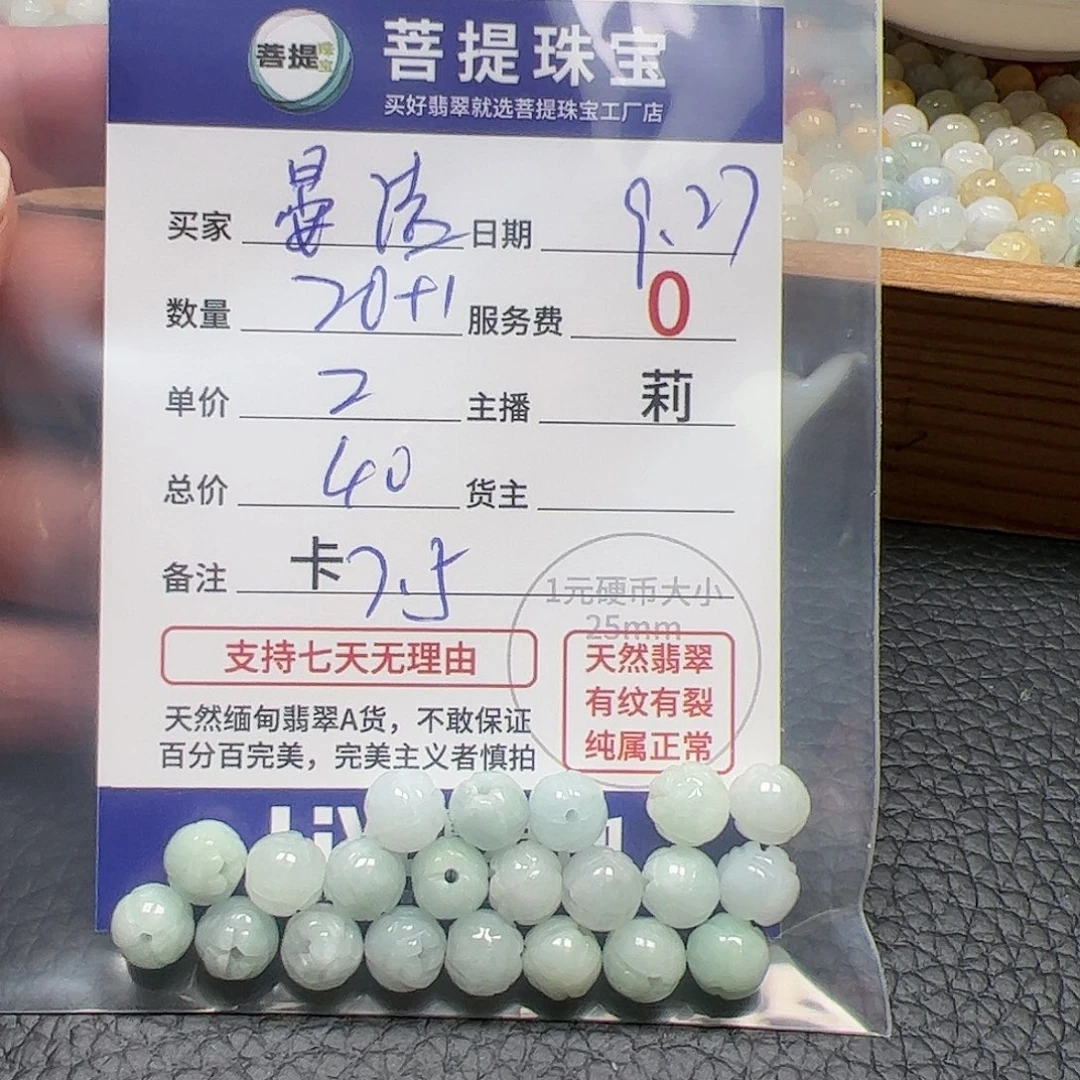 菩提珠宝
菩提珠宝
买好翡翠就选菩提珠宝工厂店
买家 晏 日期 9.27
数量 20+1 服务费 0
单价 2 主播 莉
总价 40 货主
备注 卡 7.5
1元硬币大小
25mm
支持七天无理由
天然缅甸翡翠A货，不敢保证
百分百完美，完美主义者慎拍
天然翡翠
有纹有裂
纯属正常